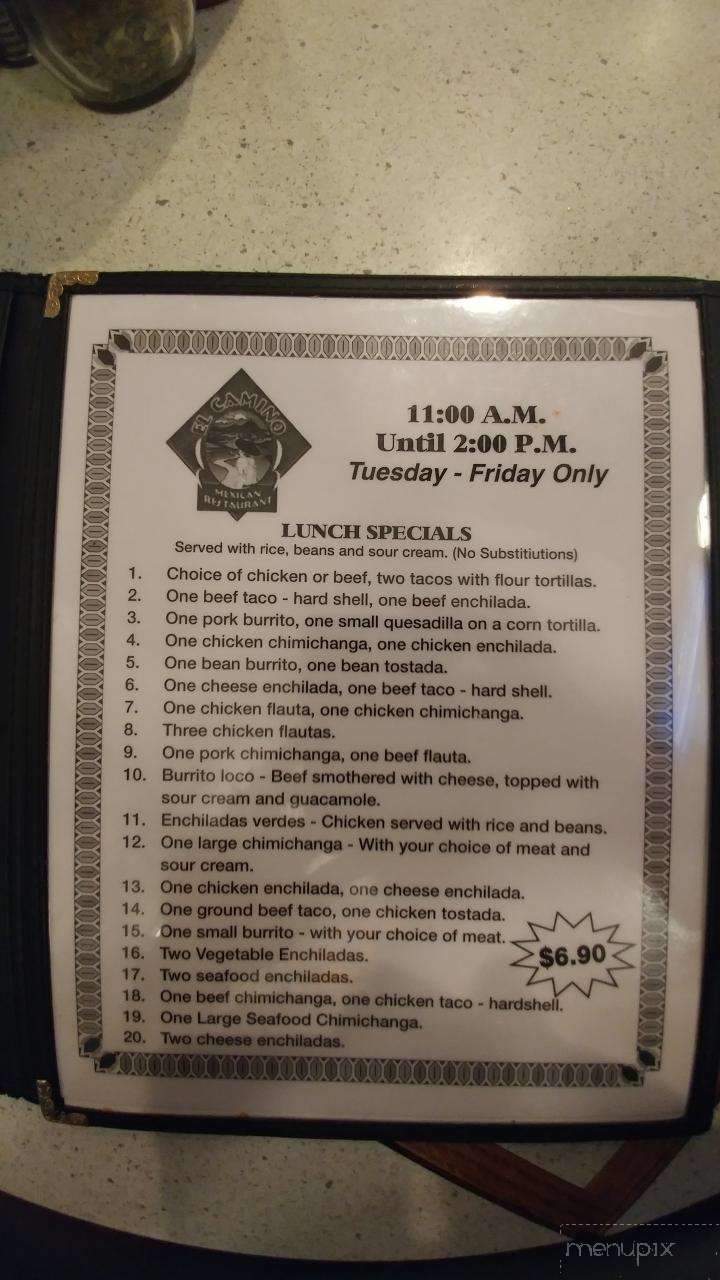 EL CAMINO
MEXICAN
RESTAURANT
11:00 A.M.
Until 2:00 P.M.
Tuesday - Friday Only
LUNCH SPECIALS
Served with rice, beans and sour cream. (No Substitiutions)
1. Choice of chicken or beef, two tacos with flour tortillas.
2. One beef taco - hard shell, one beef enchilada.
3. One pork burrito, one small quesadilla on a corn tortilla.
4. One chicken chimichanga, one chicken enchilada.
5. One bean burrito, one bean tostada.
6. One cheese enchilada, one beef taco - hard shell.
7. One chicken flauta, one chicken chimichanga.
8. Three chicken flautas.
9. One pork chimichanga, one beef flauta.
10. Burrito loco - Beef smothered with cheese, topped with
sour cream and guacamole.
11. Enchiladas verdes - Chicken served with rice and beans.
12. One large chimichanga - With your choice of meat and
sour cream.
13. One chicken enchilada, one cheese enchilada.
14. One ground beef taco, one chicken tostada.
15. One small burrito - with your choice of meat.
16. Two Vegetable Enchiladas.
17. Two seafood enchiladas.
18. One beef chimichanga, one chicken taco - hardshell.
19. One Large Seafood Chimichanga.
20. Two cheese enchiladas.
$6.90
menupix